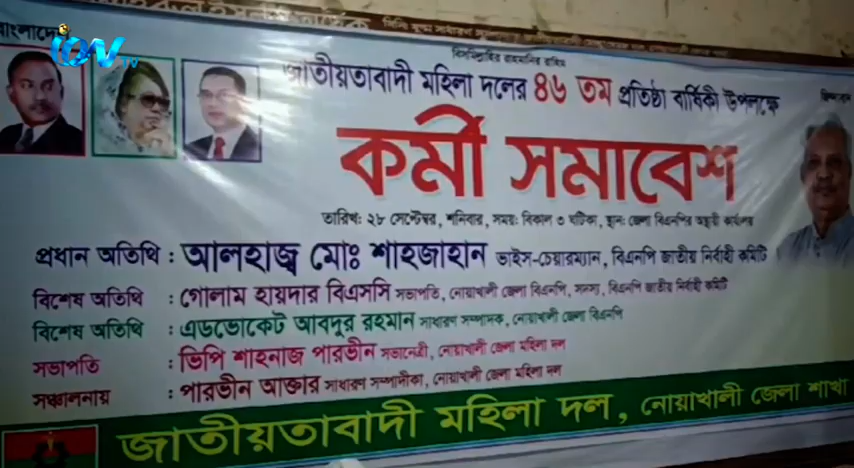 বিসমিল্লাহির রাহমানির রাহিম
বাংলাদেশ
জাতীয়তাবাদী মহিলা দলের ৪৬ তম প্রতিষ্ঠা বার্ষিকী উপলক্ষে
কর্মী সমাবেশ
তারিখ: ২৮ সেপ্টেম্বর, শনিবার, সময়: বিকাল ৩ ঘটিকা, স্থান: জেলা বিএনপির অস্থায়ী কার্যালয়
প্রধান অতিথি : আলহাজ্ব মোঃ শাহজাহান ভাইস-চেয়ারম্যান, বিএনপি জাতীয় নির্বাহী কমিটি
বিশেষ অতিথি : গোলাম হায়দার বিএসসি সভাপতি, নোয়াখালী জেলা বিএনপি, সদস্য, বিএনপি জাতীয় নির্বাহী কমিটি
বিশেষ অতিথি : এডভোকেট আবদুর রহমান সাধারণ সম্পাদক, নোয়াখালী জেলা বিএনপি
সভাপতি : ভিপি শাহনাজ পারভীন সভানেত্রী, নোয়াখালী জেলা মহিলা দল
সঞ্চালনায় : পারভীন আক্তার সাধারণ সম্পাদীকা, নোয়াখালী জেলা মহিলা দল
জাতীয়তাবাদী মহিলা দল, নোয়াখালী জেলা শাখা